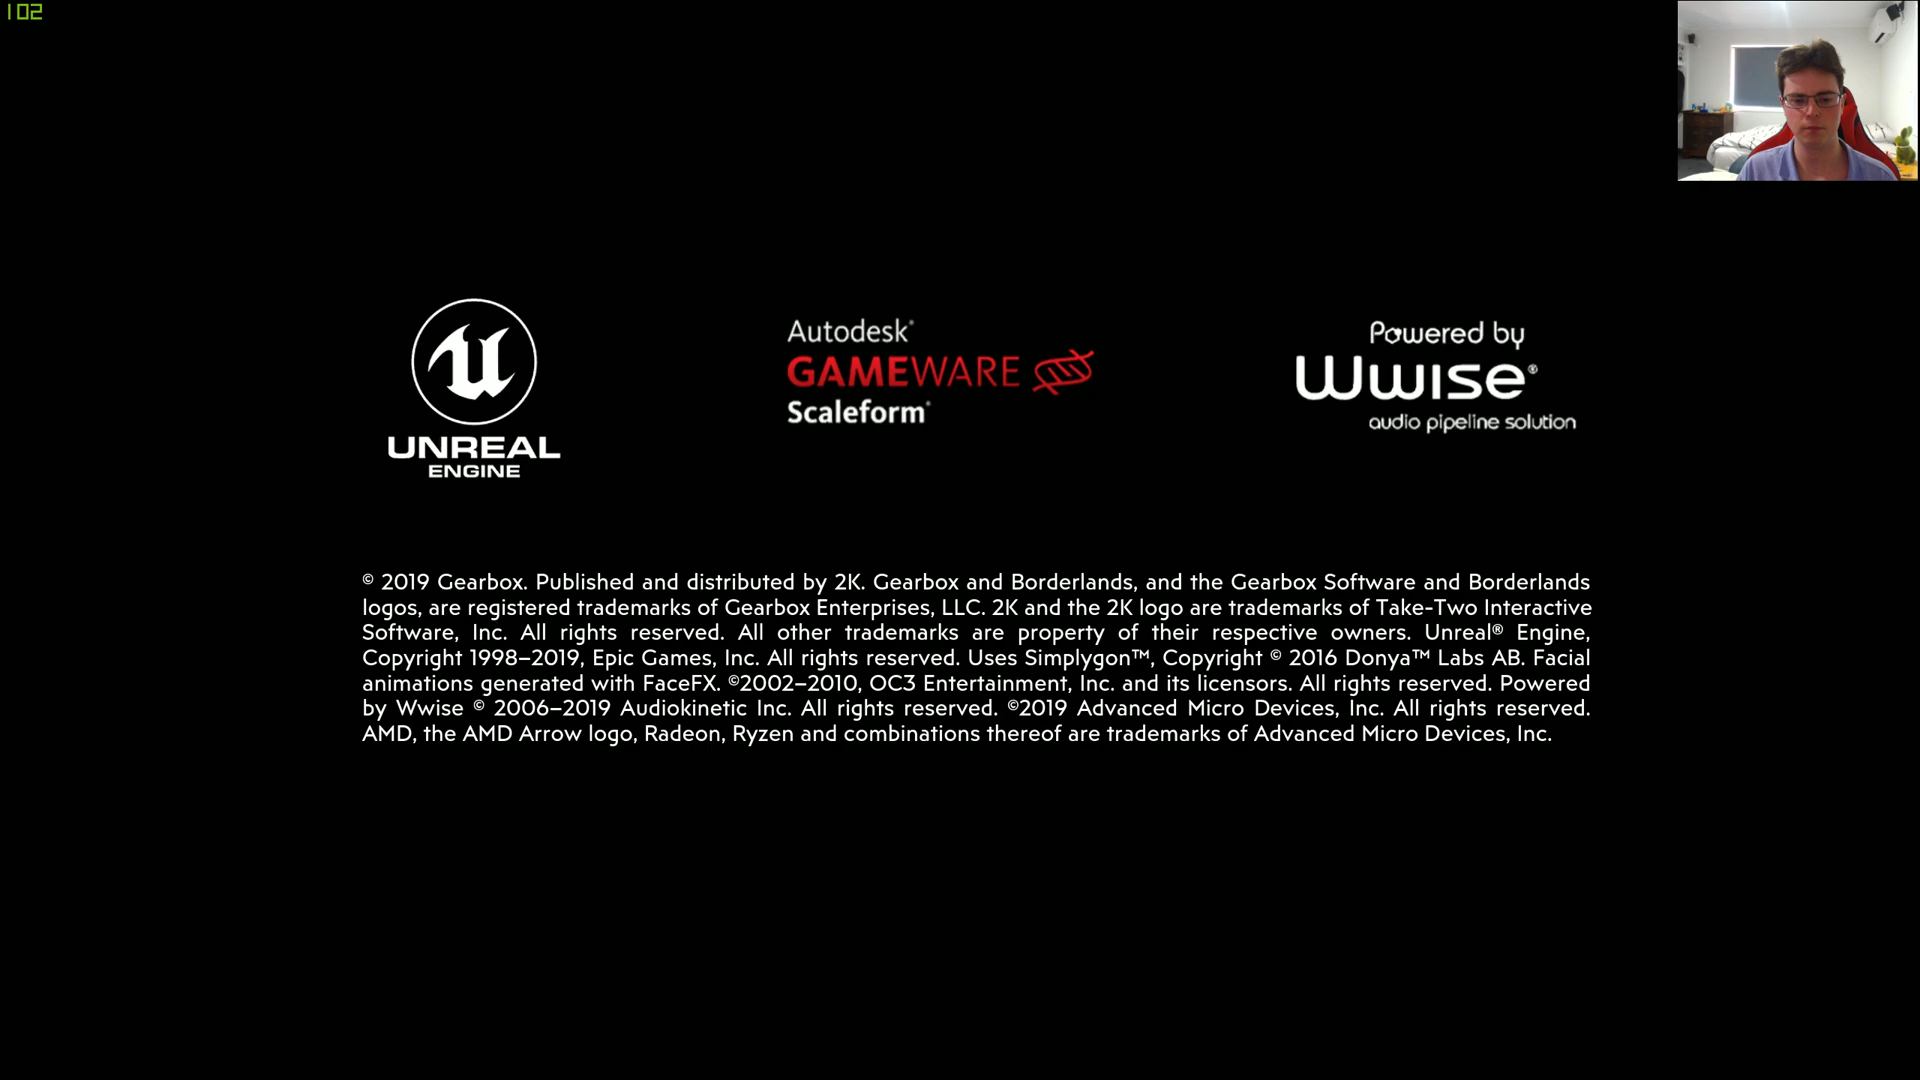 102
UNREAL
ENGINE
Autodesk®
GAMEWARE
Scaleform®
Powered by
Wwise®
audio pipeline solution
© 2019 Gearbox. Published and distributed by 2K. Gearbox and Borderlands, and the Gearbox Software and Borderlands
logos, are registered trademarks of Gearbox Enterprises, LLC. 2K and the 2K logo are trademarks of Take-Two Interactive
Software, Inc. All rights reserved. All other trademarks are property of their respective owners. Unreal® Engine,
Copyright 1998–2019, Epic Games, Inc. All rights reserved. Uses Simplygon™, Copyright © 2016 Donya™ Labs AB. Facial
animations generated with FaceFX. ©2002–2010, OC3 Entertainment, Inc. and its licensors. All rights reserved. Powered
by Wwise © 2006–2019 Audiokinetic Inc. All rights reserved. ©2019 Advanced Micro Devices, Inc. All rights reserved.
AMD, the AMD Arrow logo, Radeon, Ryzen and combinations thereof are trademarks of Advanced Micro Devices, Inc.